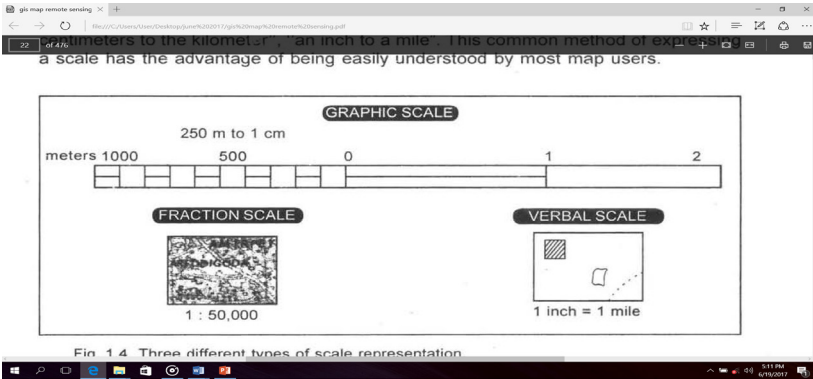 gis map remote sensing
file:///C:/Users/User/Desktop/june%202017/gis%20map%20remote%20sensing.pdf
22 of 476
centimeters to the kilometer", "an inch to a mile". This common method of expressing
a scale has the advantage of being easily understood by most map users.
GRAPHIC SCALE
250 m to 1 cm
meters 1000 500 0 1 2
FRACTION SCALE VERBAL SCALE
1 : 50,000 1 inch = 1 mile
Fig. 1.4 Three different types of scale representation
5:11 PM
6/19/2017